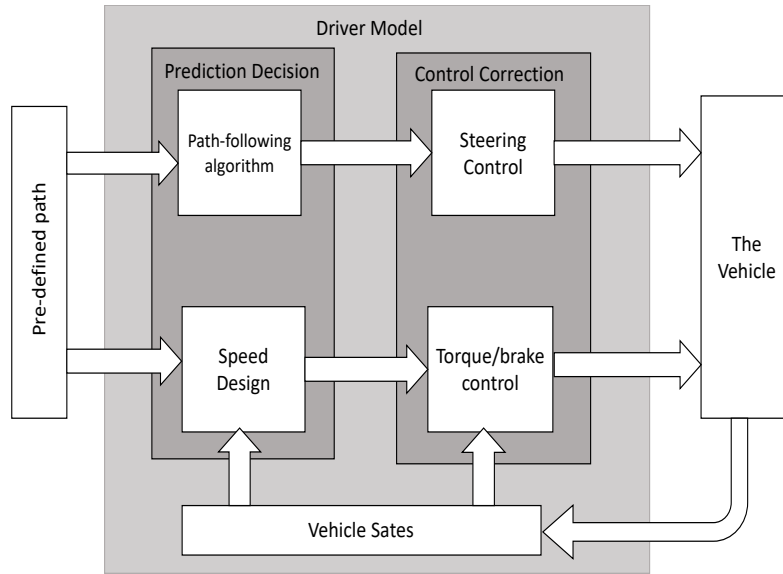 Driver Model
Prediction Decision
Control Correction
Pre-defined path
Path-following
algorithm
Steering
Control
The
Vehicle
Speed
Design
Torque/brake
control
Vehicle Sates